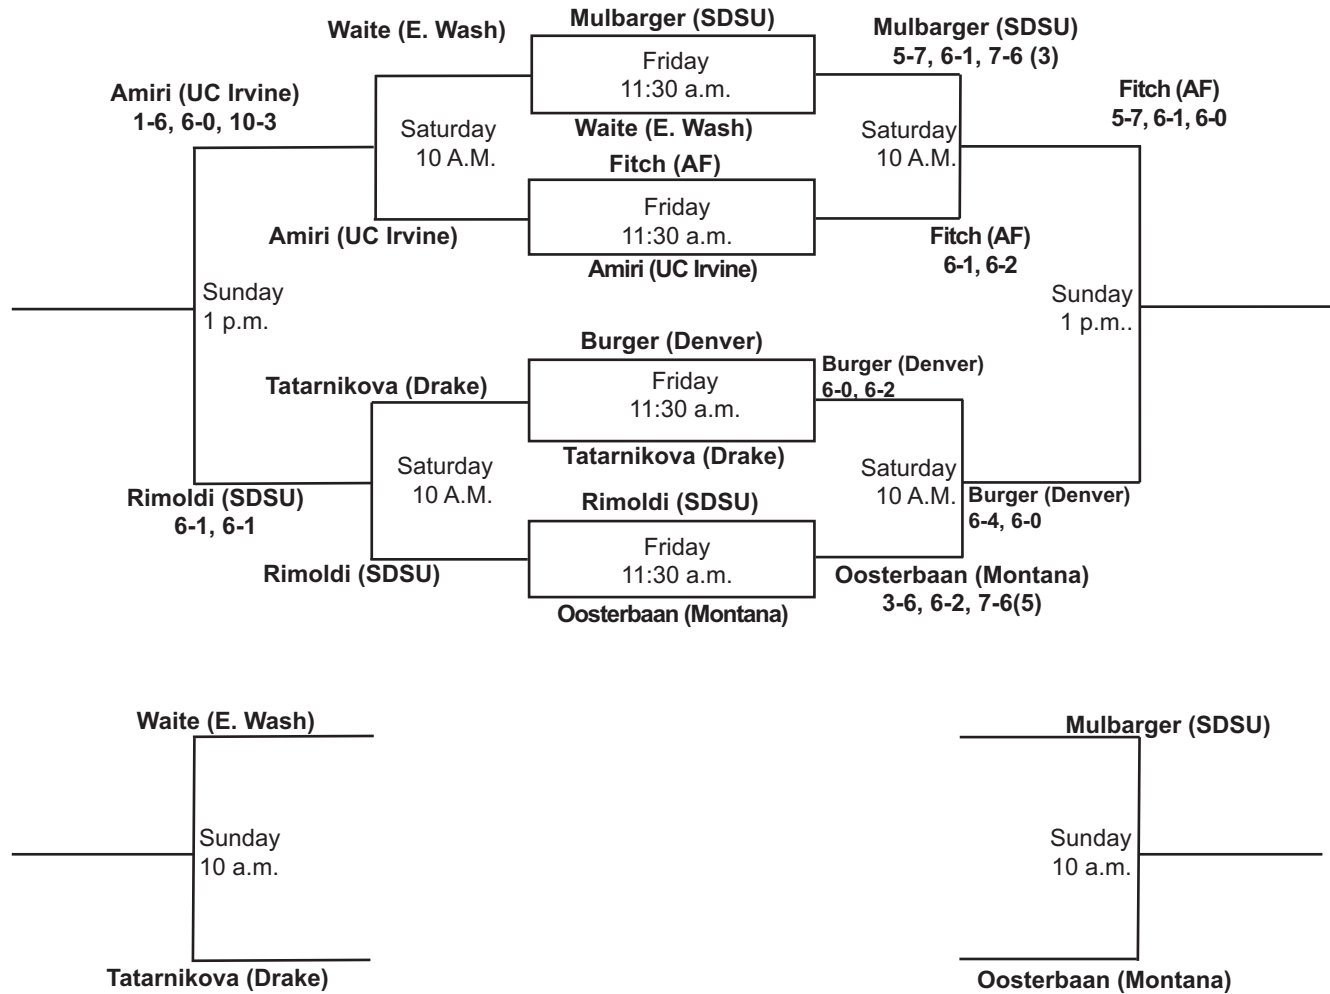 Waite (E. Wash)
Mulbarger (SDSU)
Mulbarger (SDSU)
5-7, 6-1, 7-6 (3)
Friday
11:30 a.m.
Amiri (UC Irvine)
1-6, 6-0, 10-3
Fitch (AF)
5-7, 6-1, 6-0
Saturday
10 A.M.
Waite (E. Wash)
Saturday
10 A.M.
Fitch (AF)
Friday
11:30 a.m.
Amiri (UC Irvine)
Fitch (AF)
6-1, 6-2
Amiri (UC Irvine)
Sunday
1 p.m.
Sunday
1 p.m..
Burger (Denver)
Tatarnikova (Drake)
Friday
11:30 a.m.
Burger (Denver)
6-0, 6-2
Tatarnikova (Drake)
Saturday
10 A.M.
Saturday
10 A.M.
Rimoldi (SDSU)
6-1, 6-1
Rimoldi (SDSU)
Burger (Denver)
6-4, 6-0
Friday
11:30 a.m.
Rimoldi (SDSU)
Oosterbaan (Montana)
3-6, 6-2, 7-6(5)
Oosterbaan (Montana)
Waite (E. Wash)
Mulbarger (SDSU)
Sunday
10 a.m.
Sunday
10 a.m.
Tatarnikova (Drake)
Oosterbaan (Montana)